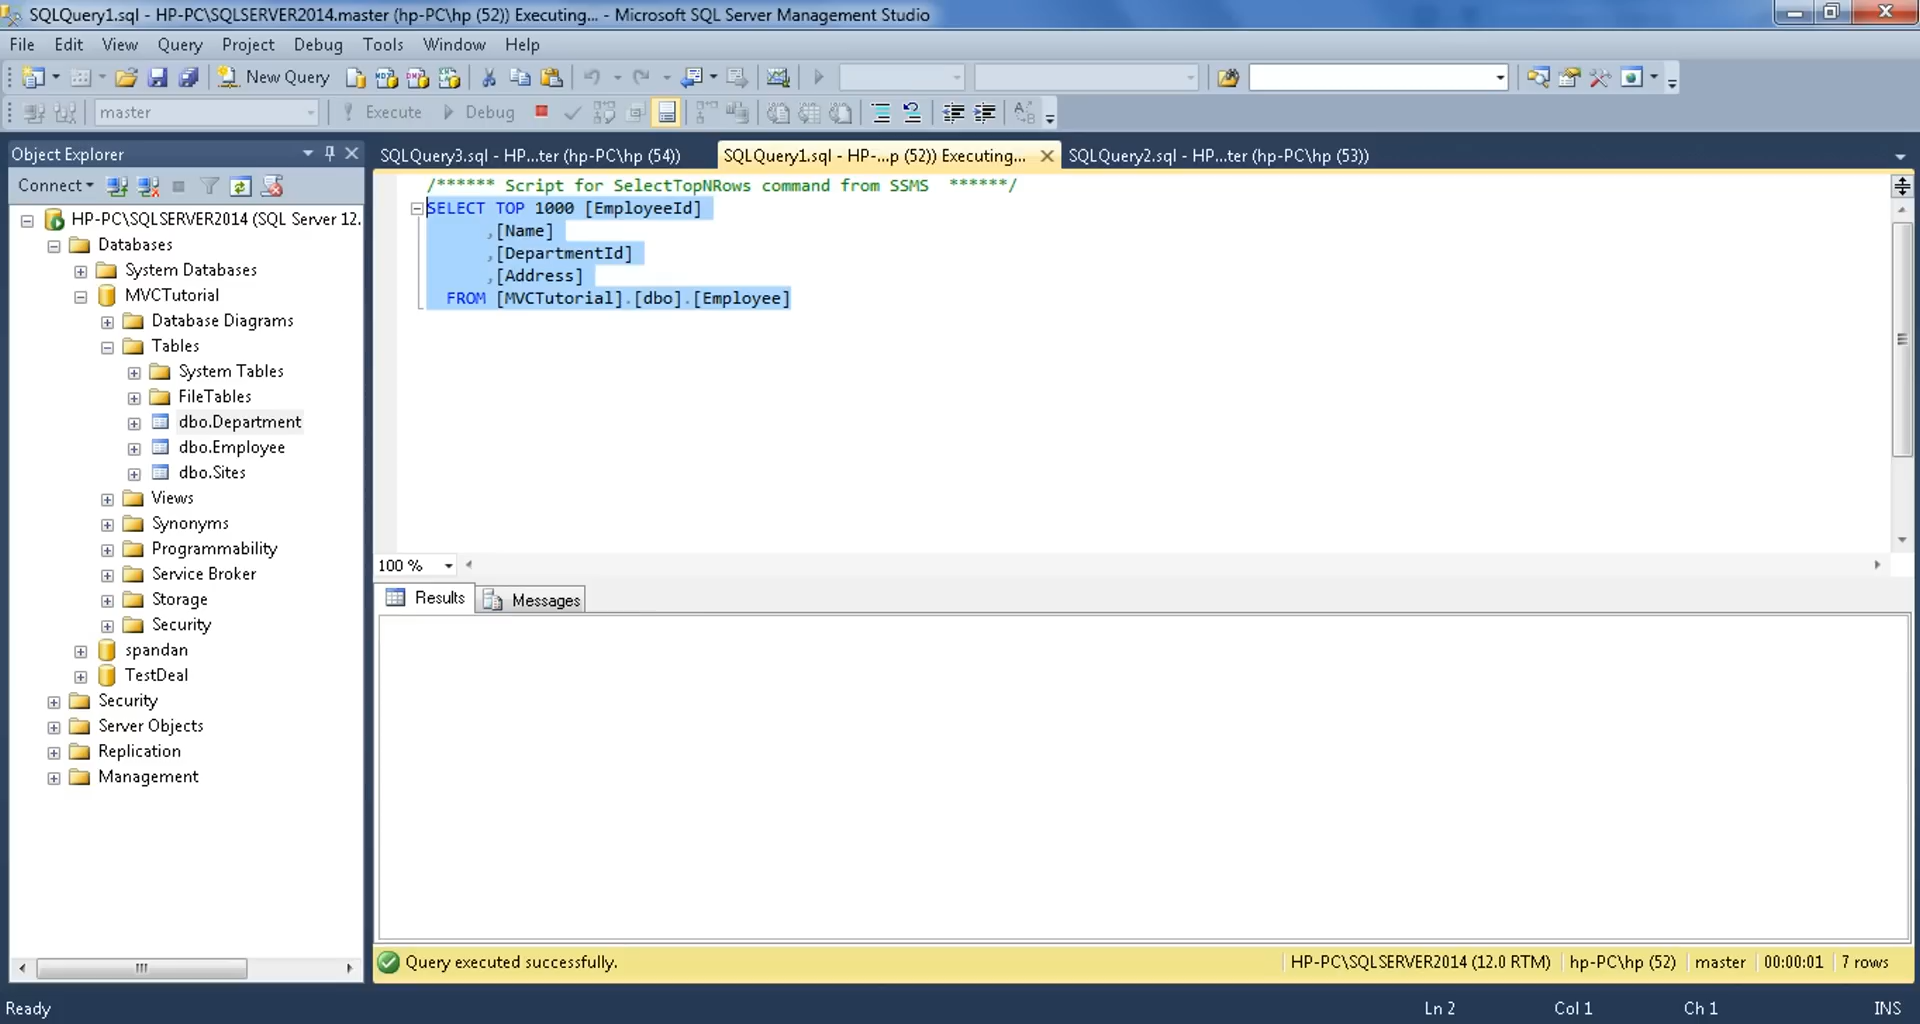 SQLQuery1.sql - HP-PC\SQLSERVER2014.master (hp-PC\hp (52)) Executing... - Microsoft SQL Server Management Studio
File Edit View Query Project Debug Tools Window Help
New Query
master Execute Debug
Object Explorer
Connect
HP-PC\SQLSERVER2014 (SQL Server 12.
Databases
System Databases
MVCTutorial
Database Diagrams
Tables
System Tables
FileTables
dbo.Department
dbo.Employee
dbo.Sites
Views
Synonyms
Programmability
Service Broker
Storage
Security
spandan
TestDeal
Security
Server Objects
Replication
Management
SQLQuery3.sql - HP...ter (hp-PC\hp (54)) SQLQuery1.sql - HP-...p (52)) Executing... SQLQuery2.sql - HP...ter (hp-PC\hp (53))
/****** Script for SelectTopNRows command from SSMS ******/
SELECT TOP 1000 [EmployeeId]
,[Name]
,[DepartmentId]
,[Address]
FROM [MVCTutorial].[dbo].[Employee]
100 %
Results Messages
Query executed successfully. HP-PC\SQLSERVER2014 (12.0 RTM) hp-PC\hp (52) master 00:00:01 7 rows
Ready Ln 2 Col 1 Ch 1 INS